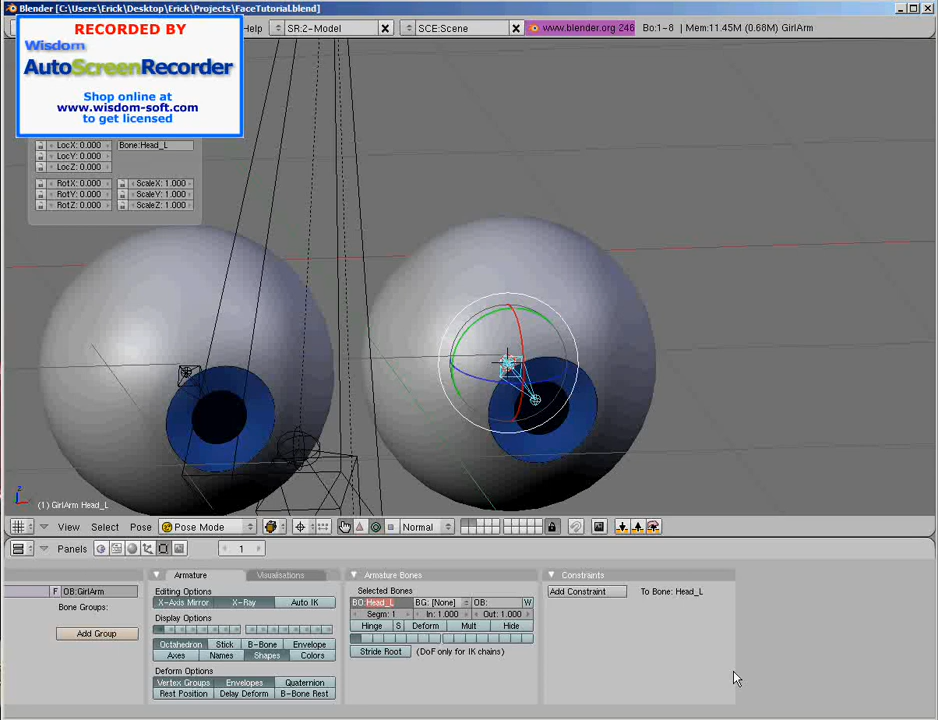 Blender [C:\Users\Erick\Desktop\Erick\Projects\FaceTutorial.blend]
Help
SR:2-Model
SCE:Scene
www.blender.org 246
Bo:1-8 | Mem:11.45M (0.68M) GirlArm
RECORDED BY
Wisdom
AutoScreenRecorder
Shop online at
www.wisdom-soft.com
to get licensed
LocX: 0.000
Bone:Head_L
LocY: 0.000
LocZ: 0.000
RotX: 0.000
ScaleX: 1.000
RotY: 0.000
ScaleY: 1.000
RotZ: 0.000
ScaleZ: 1.000
z
(1) GirlArm Head_L
View
Select
Pose
Pose Mode
Normal
Panels
1
F
OB:GirlArm
Bone Groups:
Add Group
Armature
Visualisations
Editing Options
X-Axis Mirror
X-Ray
Auto IK
Display Options
Octahedron
Stick
B-Bone
Envelope
Axes
Names
Shapes
Colors
Deform Options
Vertex Groups
Envelopes
Quaternion
Rest Position
Delay Deform
B-Bone Rest
Armature Bones
Selected Bones
BO:Head_L
BG: [None]
OB:
W
Segm: 1
In: 1.000
Out: 1.000
Hinge
S
Deform
Mult
Hide
Stride Root
(DoF only for IK chains)
Constraints
Add Constraint
To Bone: Head_L